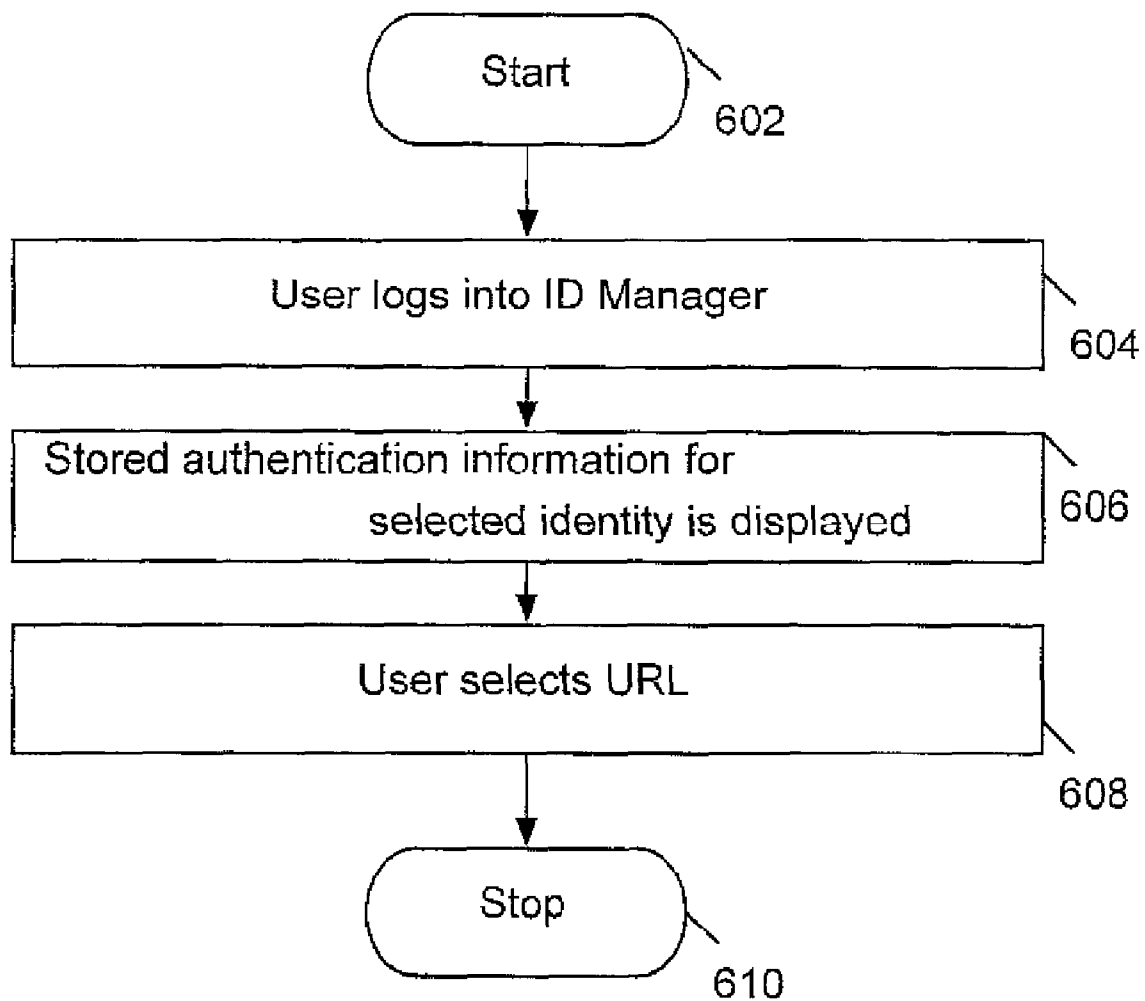 Start
602
User logs into ID Manager
604
Stored authentication information for
selected identity is displayed
606
User selects URL
608
Stop
610